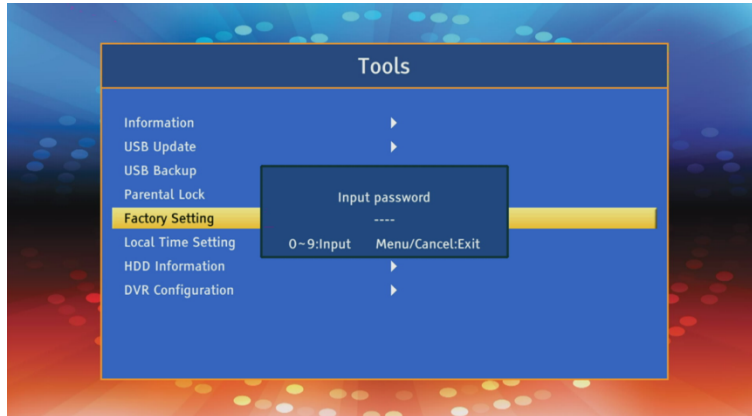 Tools
Information
USB Update
USB Backup
Parental Lock
Input password
Factory Setting
----
Local Time Setting
0~9:Input Menu/Cancel:Exit
HDD Information
DVR Configuration